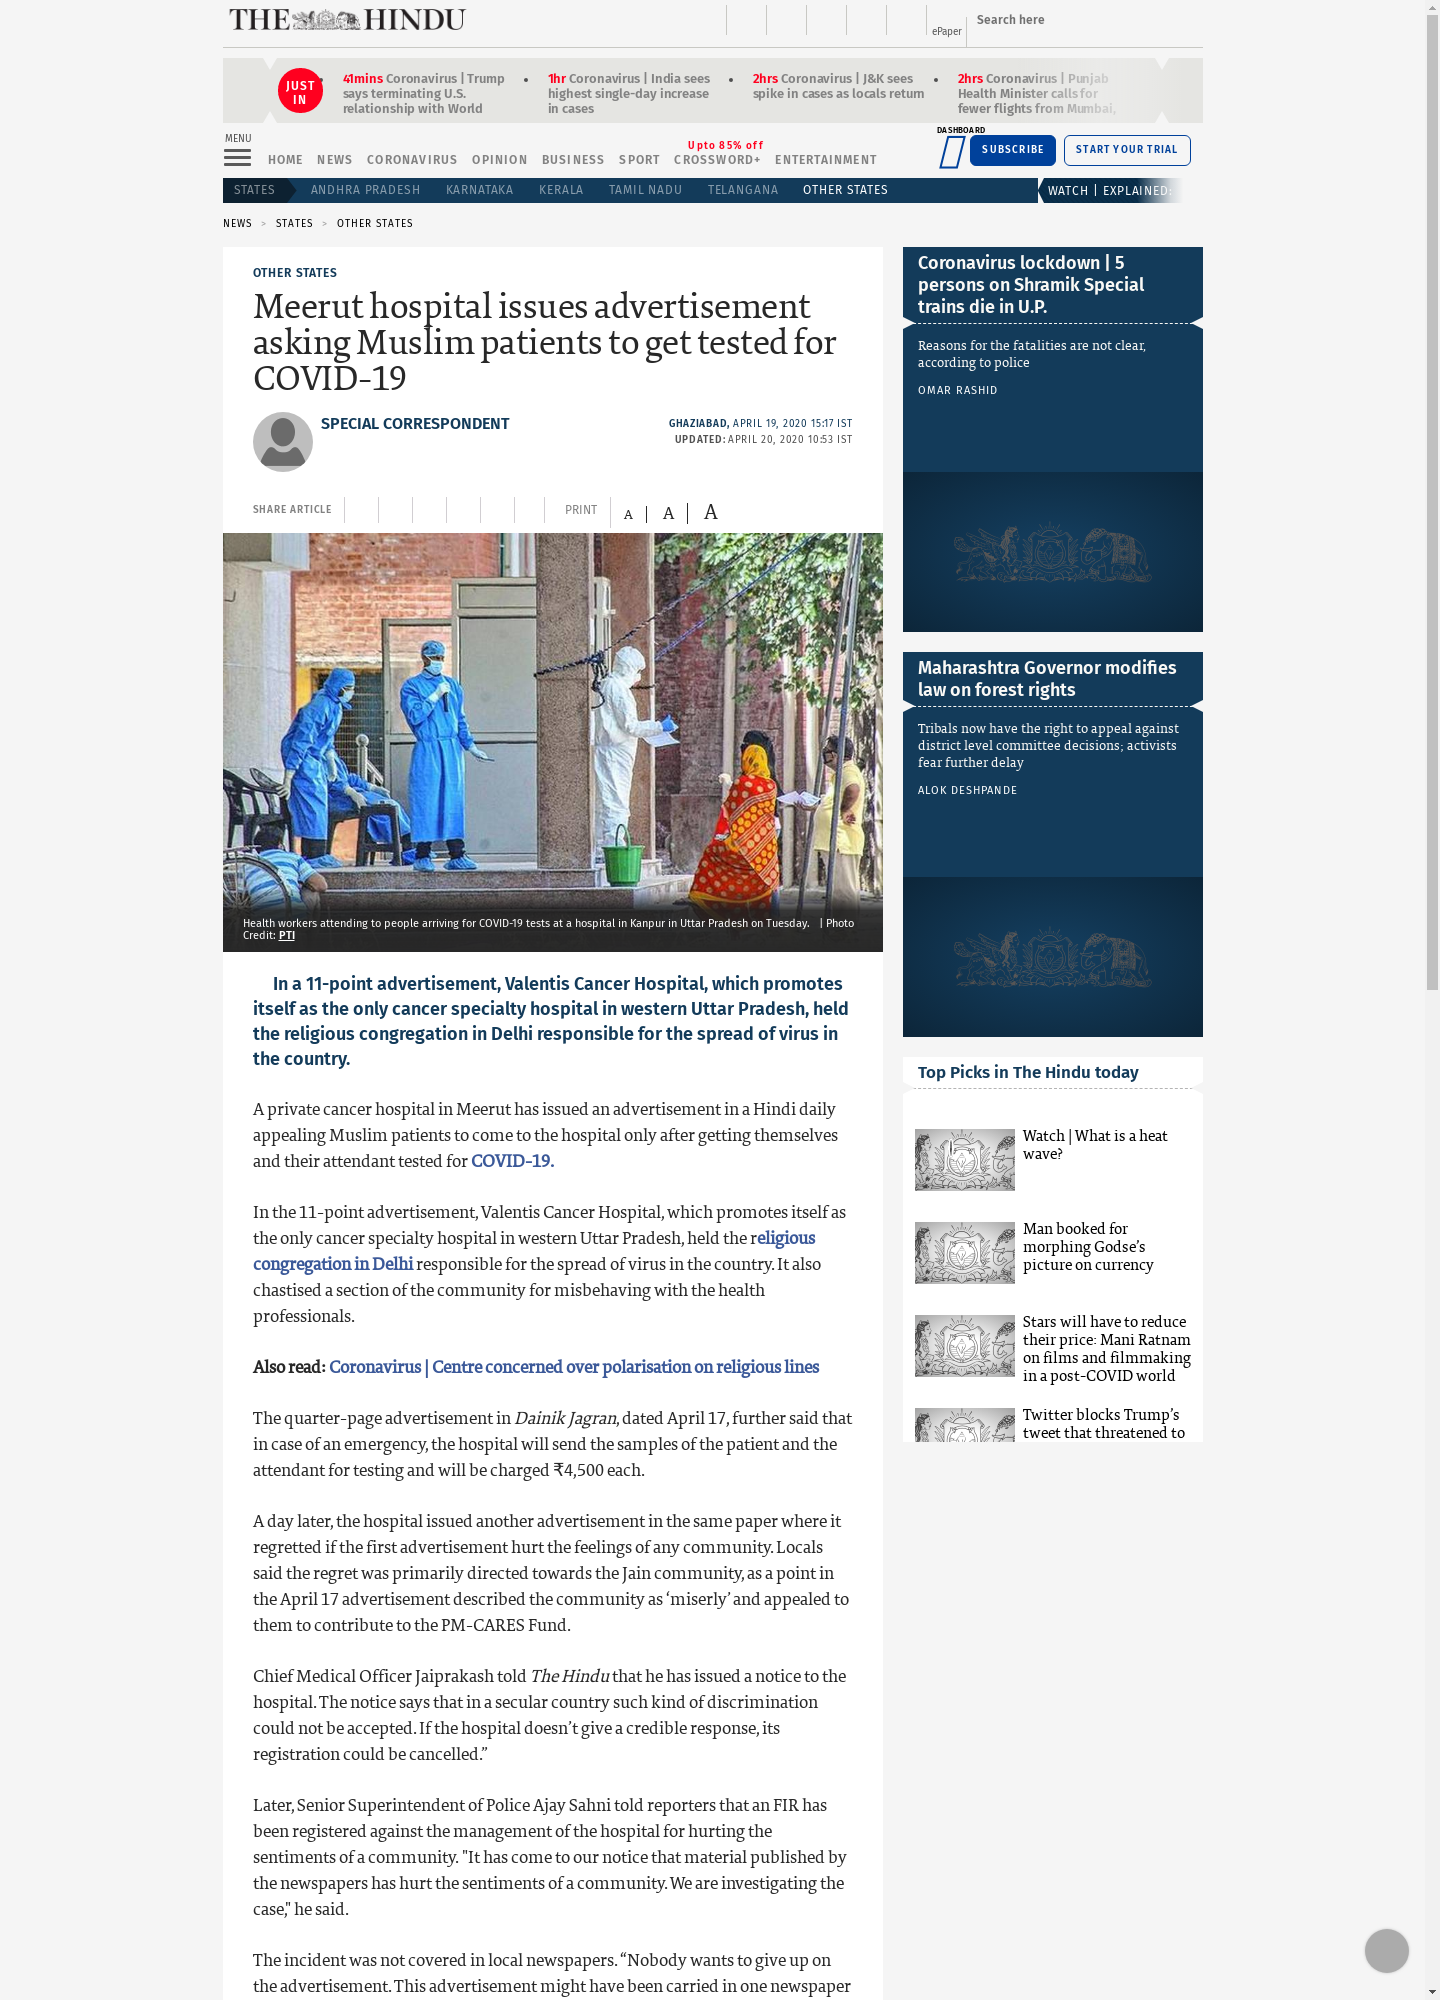 THE HINDU
ePaper
Search here
JUST IN
41mins Coronavirus | Trump says terminating U.S. relationship with World
1hr Coronavirus | India sees highest single-day increase in cases
2hrs Coronavirus | J&K sees spike in cases as locals return
2hrs Coronavirus | Punjab Health Minister calls for fewer flights from Mumbai,
MENU
HOME NEWS CORONAVIRUS OPINION BUSINESS SPORT CROSSWORD+ ENTERTAINMENT
Upto 85% off
DASHBOARD
SUBSCRIBE
START YOUR TRIAL
STATES ANDHRA PRADESH KARNATAKA KERALA TAMIL NADU TELANGANA OTHER STATES
WATCH | EXPLAINED:
NEWS > STATES > OTHER STATES
OTHER STATES
Meerut hospital issues advertisement
asking Muslim patients to get tested for
COVID-19
SPECIAL CORRESPONDENT
GHAZIABAD, APRIL 19, 2020 15:17 IST
UPDATED: APRIL 20, 2020 10:53 IST
SHARE ARTICLE
PRINT
A A A
Health workers attending to people arriving for COVID-19 tests at a hospital in Kanpur in Uttar Pradesh on Tuesday. | Photo
Credit: PTI
In a 11-point advertisement, Valentis Cancer Hospital, which promotes
itself as the only cancer specialty hospital in western Uttar Pradesh, held
the religious congregation in Delhi responsible for the spread of virus in
the country.
A private cancer hospital in Meerut has issued an advertisement in a Hindi daily
appealing Muslim patients to come to the hospital only after getting themselves
and their attendant tested for COVID-19.
In the 11-point advertisement, Valentis Cancer Hospital, which promotes itself as
the only cancer specialty hospital in western Uttar Pradesh, held the religious
congregation in Delhi responsible for the spread of virus in the country. It also
chastised a section of the community for misbehaving with the health
professionals.
Also read: Coronavirus | Centre concerned over polarisation on religious lines
The quarter-page advertisement in Dainik Jagran, dated April 17, further said that
in case of an emergency, the hospital will send the samples of the patient and the
attendant for testing and will be charged ₹4,500 each.
A day later, the hospital issued another advertisement in the same paper where it
regretted if the first advertisement hurt the feelings of any community. Locals
said the regret was primarily directed towards the Jain community, as a point in
the April 17 advertisement described the community as ‘miserly’ and appealed to
them to contribute to the PM-CARES Fund.
Chief Medical Officer Jaiprakash told The Hindu that he has issued a notice to the
hospital. The notice says that in a secular country such kind of discrimination
could not be accepted. If the hospital doesn’t give a credible response, its
registration could be cancelled.”
Later, Senior Superintendent of Police Ajay Sahni told reporters that an FIR has
been registered against the management of the hospital for hurting the
sentiments of a community. "It has come to our notice that material published by
the newspapers has hurt the sentiments of a community. We are investigating the
case," he said.
The incident was not covered in local newspapers. “Nobody wants to give up on
the advertisement. This advertisement might have been carried in one newspaper
Coronavirus lockdown | 5
persons on Shramik Special
trains die in U.P.
Reasons for the fatalities are not clear,
according to police
OMAR RASHID
Maharashtra Governor modifies
law on forest rights
Tribals now have the right to appeal against
district level committee decisions; activists
fear further delay
ALOK DESHPANDE
Top Picks in The Hindu today
Watch | What is a heat
wave?
Man booked for
morphing Godse’s
picture on currency
Stars will have to reduce
their price: Mani Ratnam
on films and filmmaking
in a post-COVID world
Twitter blocks Trump’s
tweet that threatened to